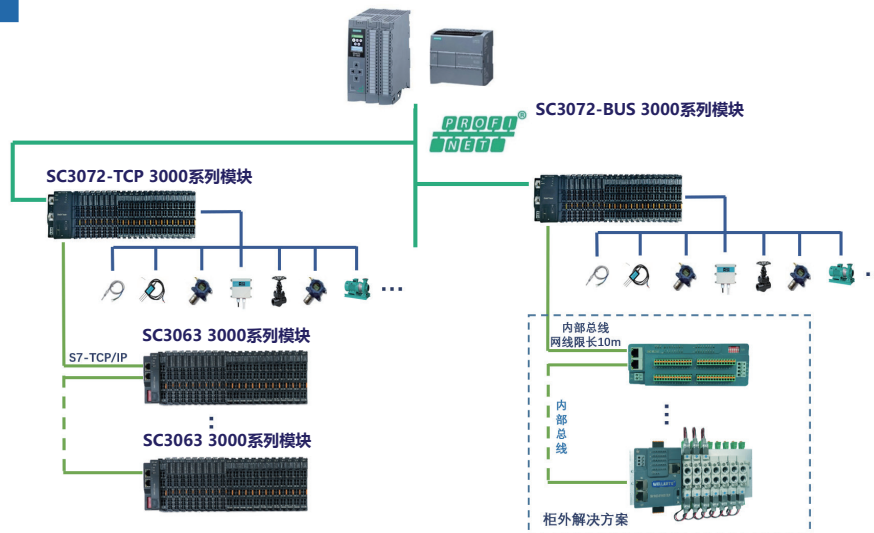 PROFI®
NET
SC3072-BUS 3000系列模块
SC3072-TCP 3000系列模块
...
SC3063 3000系列模块
S7-TCP/IP
SC3063 3000系列模块
内部总线
网线限长10m
内部总线
柜外解决方案